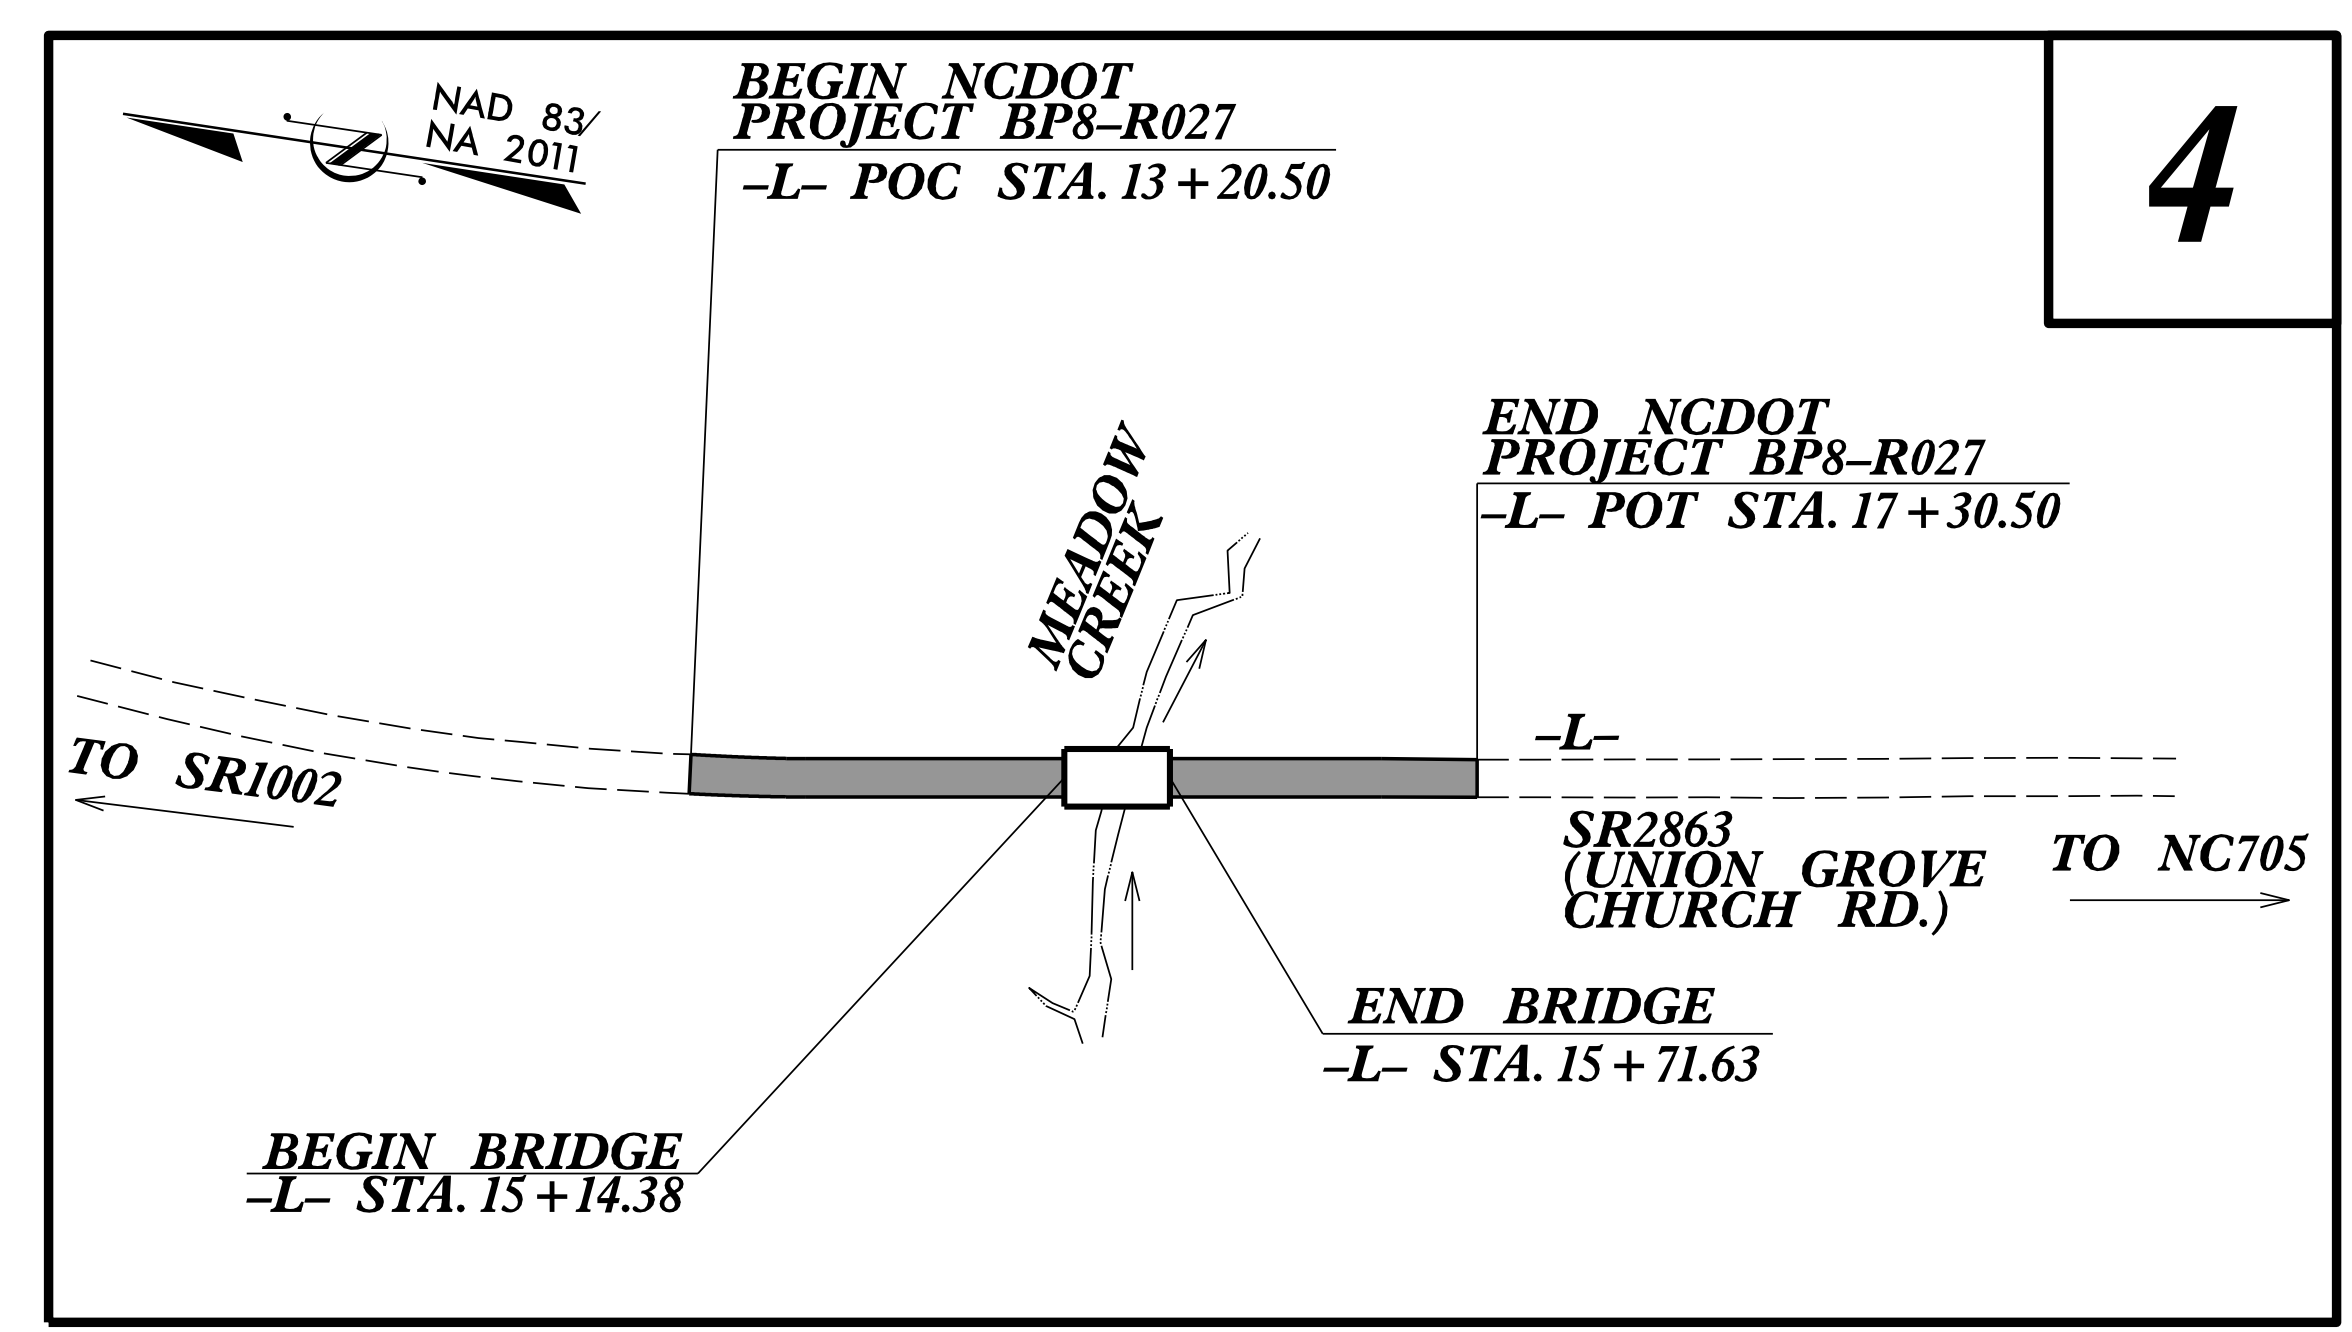 NAD 83/
NA 2011
BEGIN NCDOT
PROJECT BP8-R027
-L- POC STA. 13+20.50
4
END NCDOT
PROJECT BP8-R027
-L- POT STA. 17+30.50
MEADOW
CREEK
-L-
TO SR1002
SR2863
(UNION GROVE
CHURCH RD.)
TO NC705
END BRIDGE
-L- STA. 15+71.63
BEGIN BRIDGE
-L- STA. 15+14.38